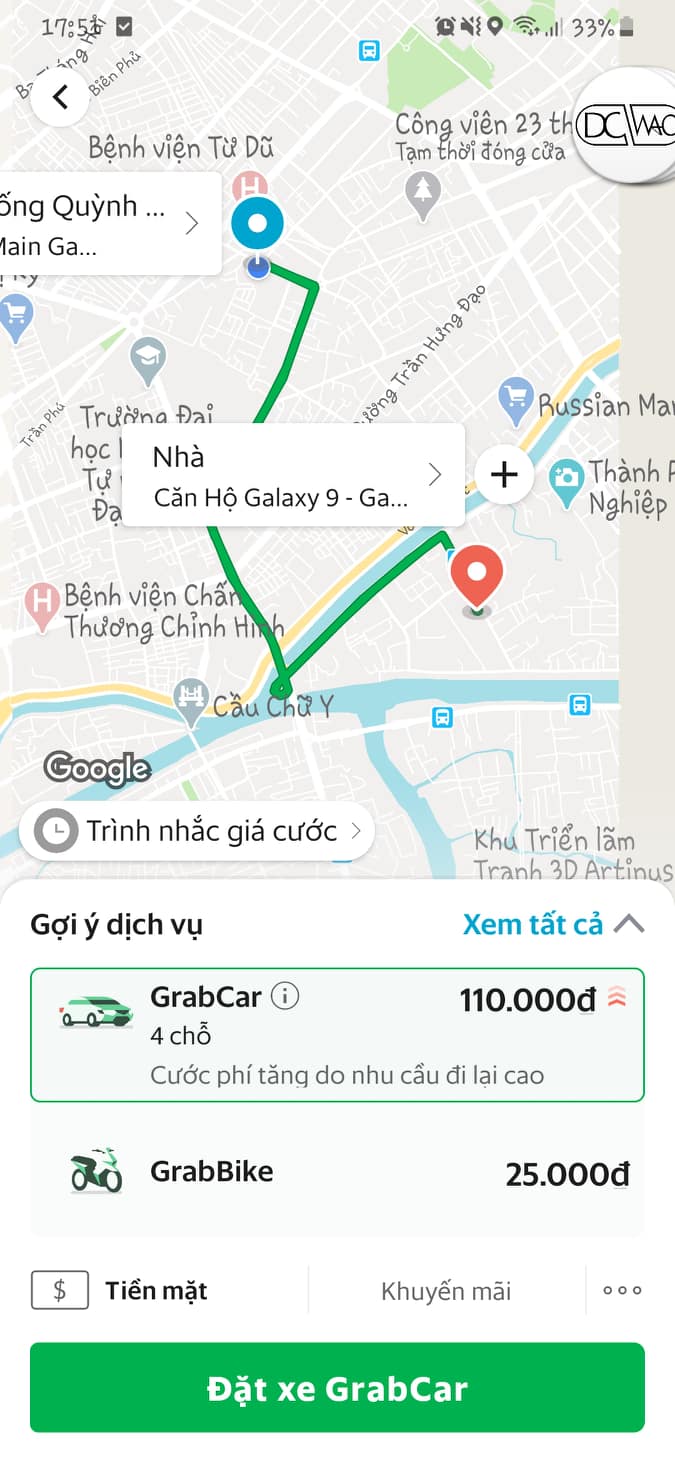 17:51
33%
Biên Phủ
Bệnh viện Từ Dũ
Công viên 23 th
Tạm thời đóng cửa
DC
WAC
ống Quỳnh ...
Main Ga...
Đường Trần Hưng Đạo
Trần Phú
Russian Mar
Trường Đại
học
Tự
Đạ
Nhà
Căn Hộ Galaxy 9 - Ga...
Thành P
Nghiệp
Bệnh viện Chấn
Thương Chỉnh Hình
Cầu Chữ Y
Google
Trình nhắc giá cước
Khu Triển lãm
Tranh 3D Artinus
Gợi ý dịch vụ
Xem tất cả
GrabCar
110.000đ
4 chỗ
Cước phí tăng do nhu cầu đi lại cao
GrabBike
25.000đ
$
Tiền mặt
Khuyến mãi
Đặt xe GrabCar